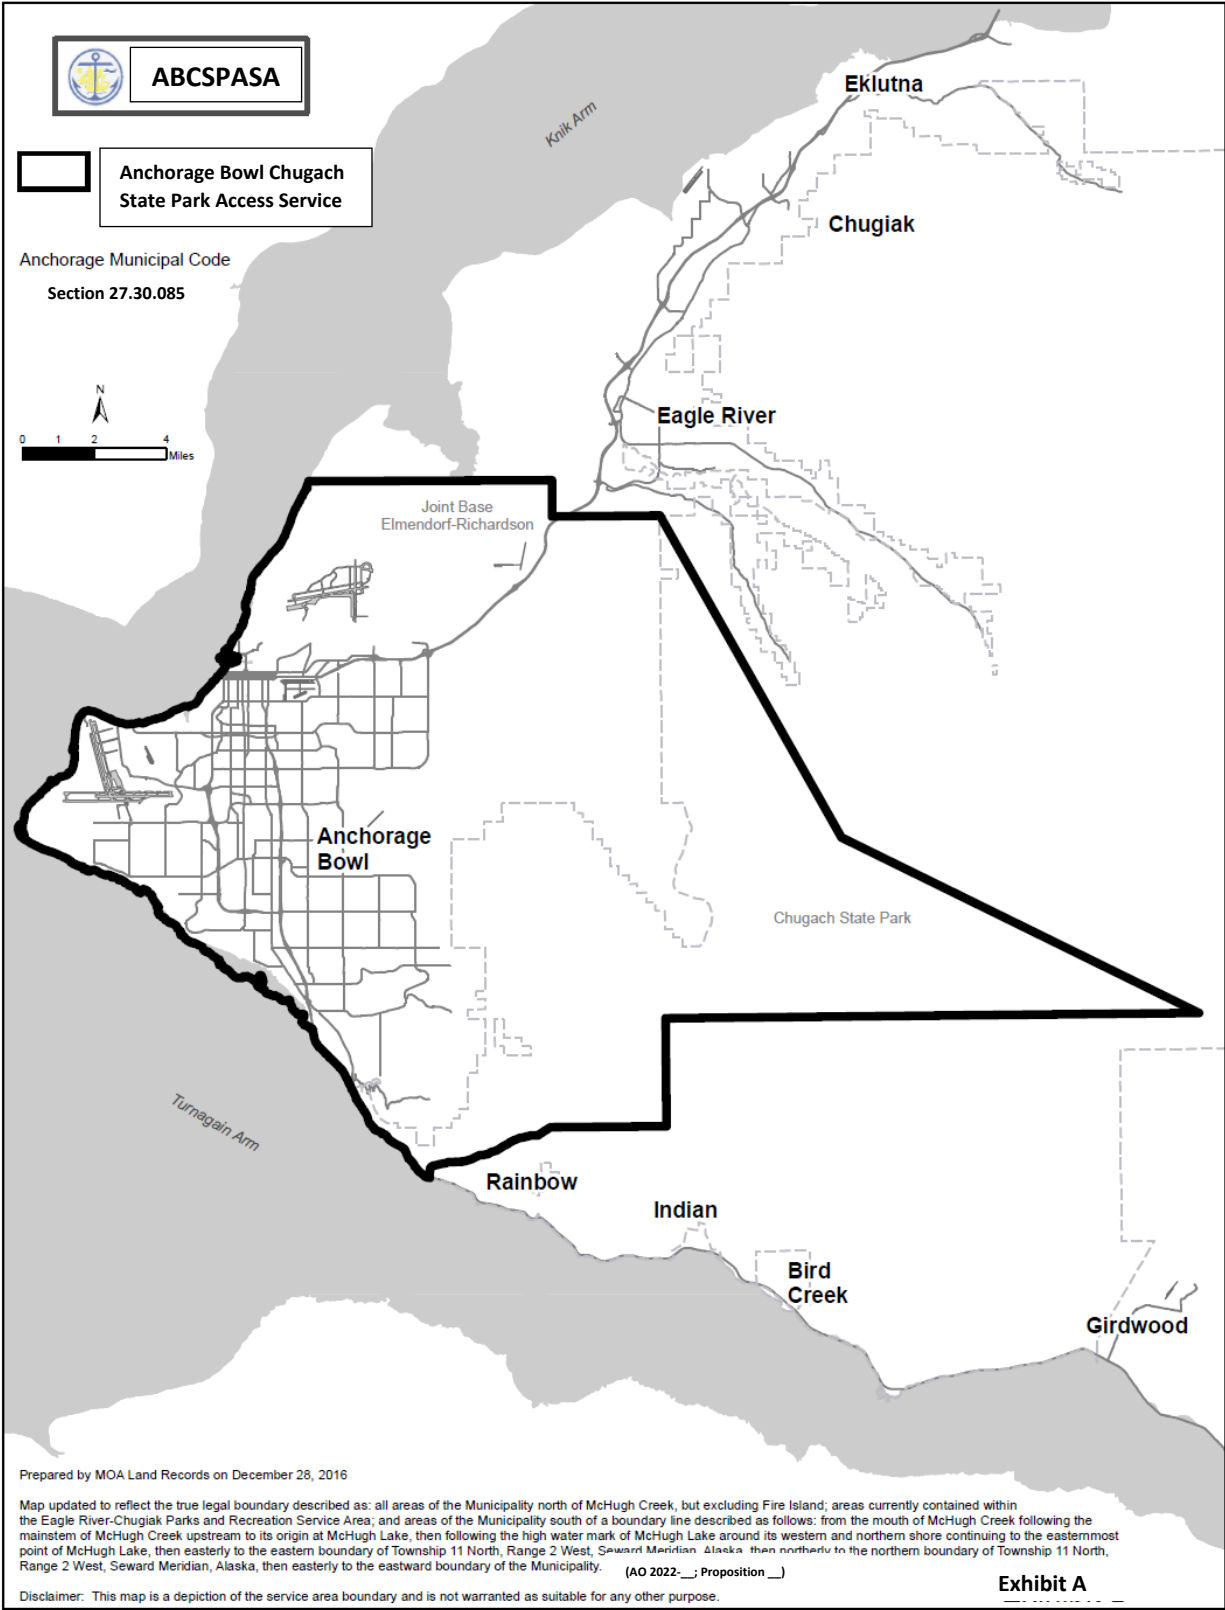 ABCSPASA
Anchorage Bowl Chugach
State Park Access Service
Anchorage Municipal Code
Section 27.30.085
N
0 1 2 4
Miles
Knik Arm
Eklutna
Chugiak
Eagle River
Joint Base
Elmendorf-Richardson
Anchorage
Bowl
Chugach State Park
Turnagain Arm
Rainbow
Indian
Bird
Creek
Girdwood
Prepared by MOA Land Records on December 28, 2016
Map updated to reflect the true legal boundary described as: all areas of the Municipality north of McHugh Creek, but excluding Fire Island; areas currently contained within
the Eagle River-Chugiak Parks and Recreation Service Area; and areas of the Municipality south of a boundary line described as follows: from the mouth of McHugh Creek following the
mainstem of McHugh Creek upstream to its origin at McHugh Lake, then following the high water mark of McHugh Lake around its western and northern shore continuing to the easternmost
point of McHugh Lake, then easterly to the eastern boundary of Township 11 North, Range 2 West, Seward Meridian, Alaska, then northerly to the northern boundary of Township 11 North,
Range 2 West, Seward Meridian, Alaska, then easterly to the eastward boundary of the Municipality.
(AO 2022-__; Proposition __)
Disclaimer: This map is a depiction of the service area boundary and is not warranted as suitable for any other purpose.
Exhibit A